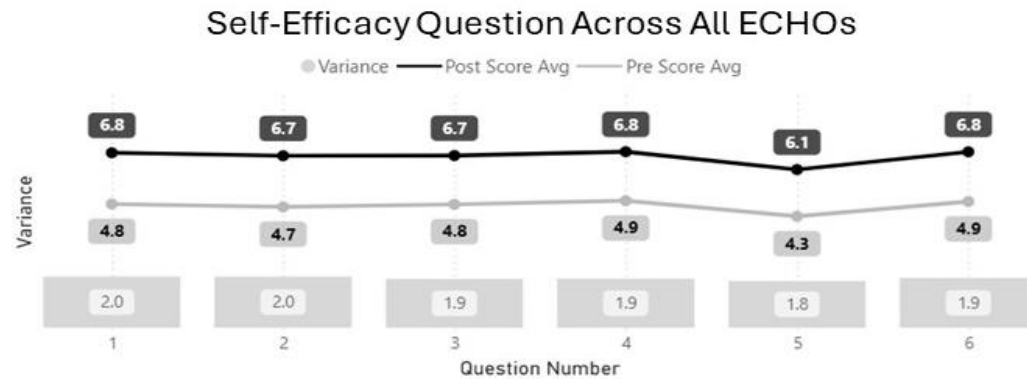 Self-Efficacy Question Across All ECHOs
Variance Post Score Avg Pre Score Avg
6.8 6.7 6.7 6.8 6.1 6.8
Variance
4.8 4.7 4.8 4.9 4.3 4.9
2.0 2.0 1.9 1.9 1.8 1.9
1 2 3 4 5 6
Question Number